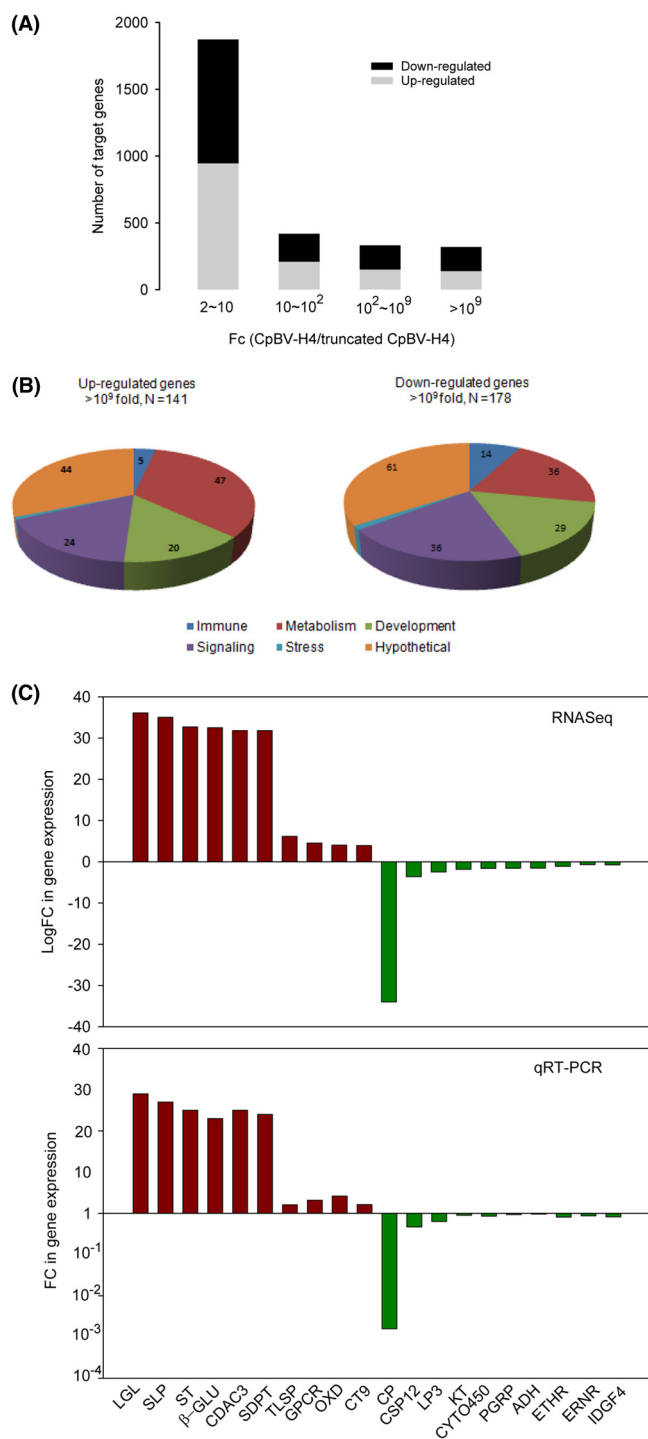 (A)
2000
1500
1000
500
0
Number of target genes
Down-regulated
Up-regulated
2~10
10~10²
10²~10⁹
>10⁹
Fc (CpBV-H4/truncated CpBV-H4)
(B)
Up-regulated genes
>10⁹ fold, N =141
Down-regulated genes
>10⁹ fold, N =178
5
47
20
24
44
14
36
29
36
61
Immune
Metabolism
Development
Signaling
Stress
Hypothetical
(C)
RNASeq
40
30
20
10
0
-10
-20
-30
-40
LogFC in gene expression
qRT-PCR
40
30
20
10
1
10⁻¹
10⁻²
10⁻³
10⁻⁴
FC in gene expression
LGL
SLP
ST
β-GLU
CDAC3
SDPT
TLSP
GPCR
OXD
CT9
CP
CSP12
LP3
KT
CYTO450
PGRP
ADH
ETHR
ERNR
IDGF4